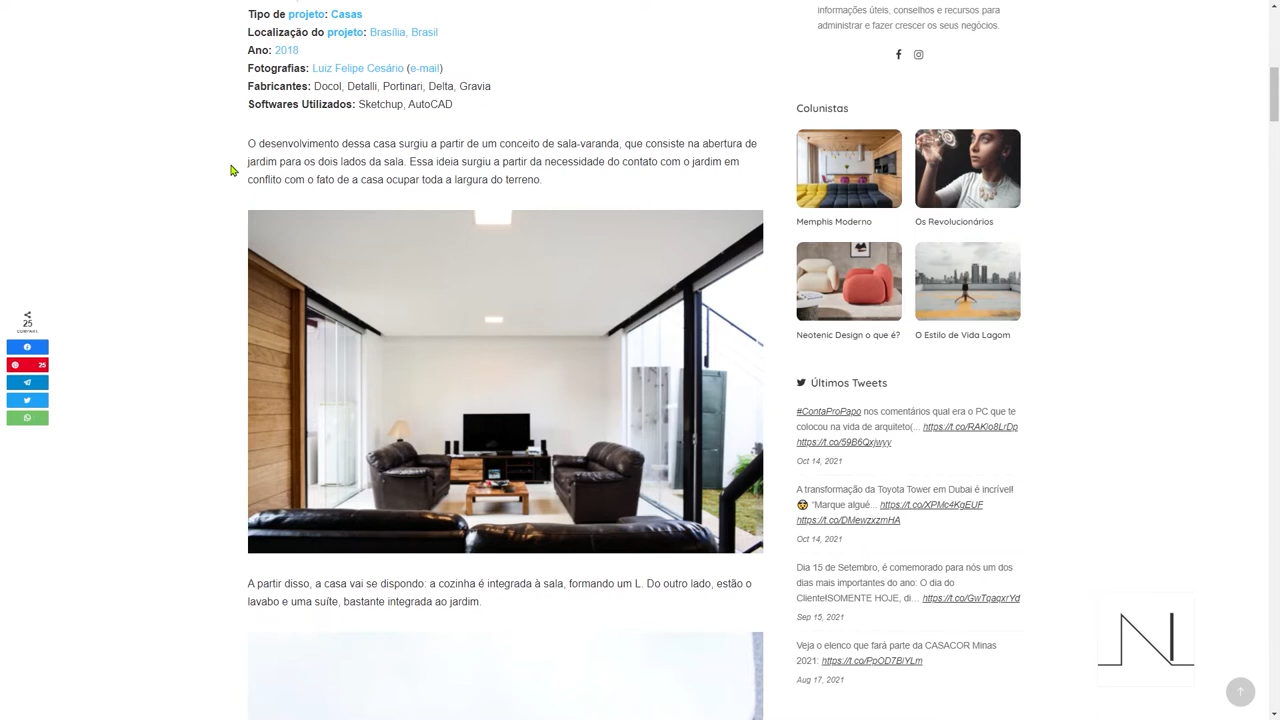 Tipo de projeto: Casas
Localização do projeto: Brasília, Brasil
Ano: 2018
Fotografias: Luiz Felipe Cesário (e-mail)
Fabricantes: Docol, Detalli, Portinari, Delta, Gravia
Softwares Utilizados: Sketchup, AutoCAD
O desenvolvimento dessa casa surgiu a partir de um conceito de sala-varanda, que consiste na abertura de
jardim para os dois lados da sala. Essa ideia surgiu a partir da necessidade do contato com o jardim em
conflito com o fato de a casa ocupar toda a largura do terreno.
25
25
A partir disso, a casa vai se dispondo: a cozinha é integrada à sala, formando um L. Do outro lado, estão o
lavabo e uma suíte, bastante integrada ao jardim.
informações úteis, conselhos e recursos para
administrar e fazer crescer os seus negócios.
Colunistas
Memphis Moderno
Os Revolucionários
Neotenic Design o que é?
O Estilo de Vida Lagom
Últimos Tweets
#ContaProPapo nos comentários qual era o PC que te
colocou na vida de arquiteto(... https://t.co/RAKlo8LrDp
https://t.co/59B6Qxjwyy
Oct 14, 2021
A transformação da Toyota Tower em Dubai é incrível!
🤯 "Marque algué... https://t.co/XPMc4KgEUF
https://t.co/DMewzxzmHA
Oct 14, 2021
Dia 15 de Setembro, é comemorado para nós um dos
dias mais importantes do ano: O dia do
Cliente!SOMENTE HOJE, di... https://t.co/GwTqaqxrYd
Sep 15, 2021
Veja o elenco que fará parte da CASACOR Minas
2021: https://t.co/PpOD7BlYLm
Aug 17, 2021